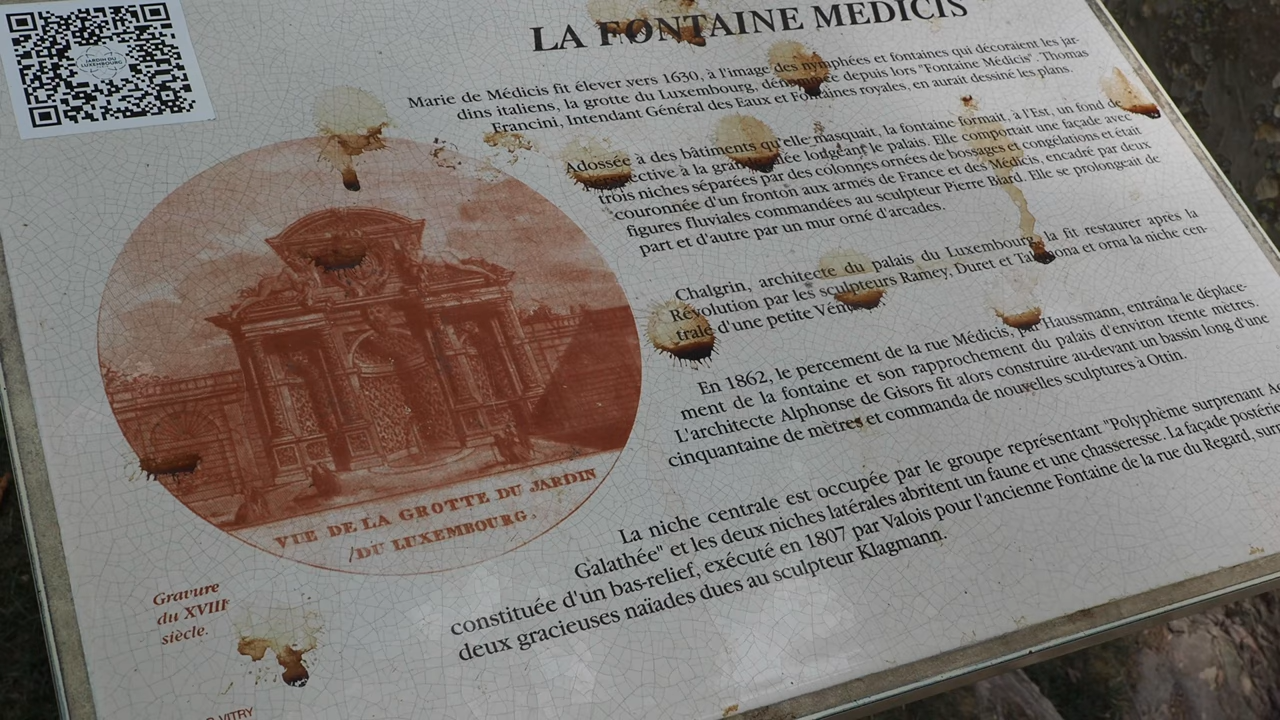 JARDIN DU
LUXEMBOURG
LA FONTAINE MEDICIS
Marie de Médicis fit élever vers 1630, à l'image des nymphées et fontaines qui décoraient les jar-
dins italiens, la grotte du Luxembourg, dénommée depuis lors "Fontaine Médicis". Thomas
Francini, Intendant Général des Eaux et Fontaines royales, en aurait dessiné les plans.
Adossée à des bâtiments qu'elle masquait, la fontaine formait, à l'Est, un fond de
à la longeant le palais. Elle comportait une façade avec
trois niches séparées par des colonnes ornées de bossages et congélations et était
couronnée d'un fronton aux armes de France et des Médicis, encadré par deux
figures fluviales commandées au sculpteur Pierre Biard. Elle se prolongeait de
part et d'autre par un mur orné d'arcades.
Chalgrin, architecte du palais du Luxembourg, la fit restaurer après la
Révolution par les sculpteurs Ramey, Duret et et orna la niche cen-
trale d'une petite
En 1862, le percement de la rue Médicis, par Haussmann, entraîna le déplace-
ment de la fontaine et son rapprochement du palais d'environ trente mètres.
L'architecte Alphonse de Gisors fit alors construire au-devant un bassin long d'une
cinquantaine de mètres et commanda de nouvelles sculptures à Ottin.
La niche centrale est occupée par le groupe représentant "Polyphème surprenant
Galathée" et les deux niches latérales abritent un faune et une chasseresse. La façade
constituée d'un bas-relief, exécuté en 1807 par Valois pour l'ancienne Fontaine de la rue du Regard,
deux gracieuses naïades dues au sculpteur Klagmann.
VUE DE LA GROTTE DU JARDIN
DU LUXEMBOURG.
Gravure
du XVIII
siècle.
VITRY